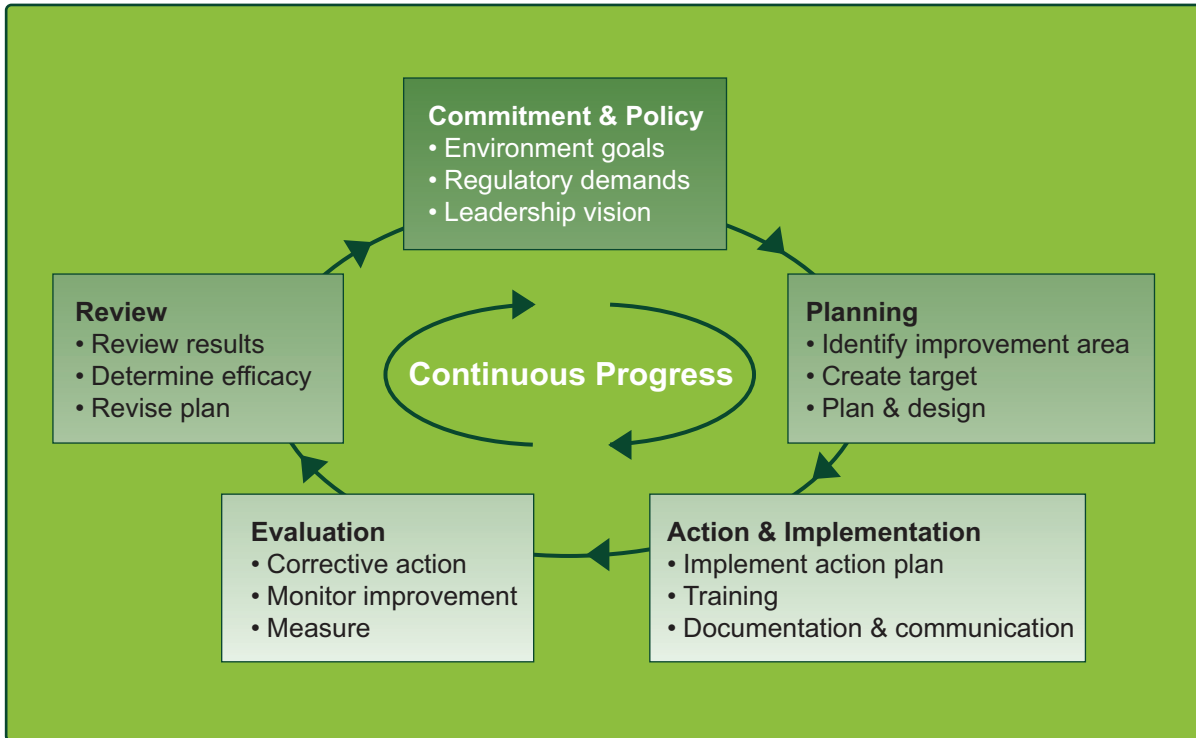 Commitment & Policy
• Environment goals
• Regulatory demands
• Leadership vision
Review
• Review results
• Determine efficacy
• Revise plan
Continuous Progress
Planning
• Identify improvement area
• Create target
• Plan & design
Evaluation
• Corrective action
• Monitor improvement
• Measure
Action & Implementation
• Implement action plan
• Training
• Documentation & communication